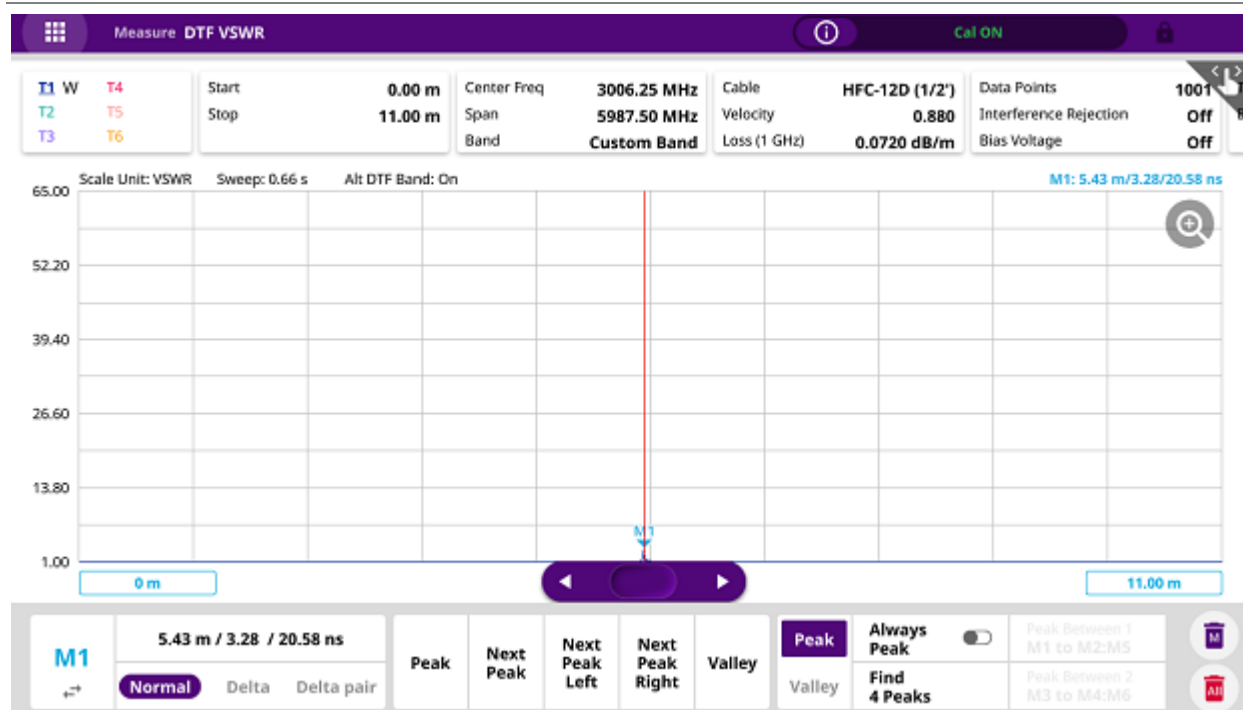 Measure DTF VSWR
Cal ON
T1 W T4
T2 T5
T3 T6
Start 0.00 m
Stop 11.00 m
Center Freq 3006.25 MHz
Span 5987.50 MHz
Band Custom Band
Cable HFC-12D (1/2')
Velocity 0.880
Loss (1 GHz) 0.0720 dB/m
Data Points 1001
Interference Rejection Off
Bias Voltage Off
Scale Unit: VSWR Sweep: 0.66 s Alt DTF Band: On
M1: 5.43 m/3.28/20.58 ns
65.00
52.20
39.40
26.60
13.80
1.00
M1
0 m
11.00 m
M1
5.43 m / 3.28 / 20.58 ns
Normal Delta Delta pair
Peak
Next
Peak
Next
Peak
Left
Next
Peak
Right
Valley
Peak
Valley
Always
Peak
Find
4 Peaks
Peak Between 1
M1 to M2:M5
Peak Between 2
M3 to M4:M6
M
All